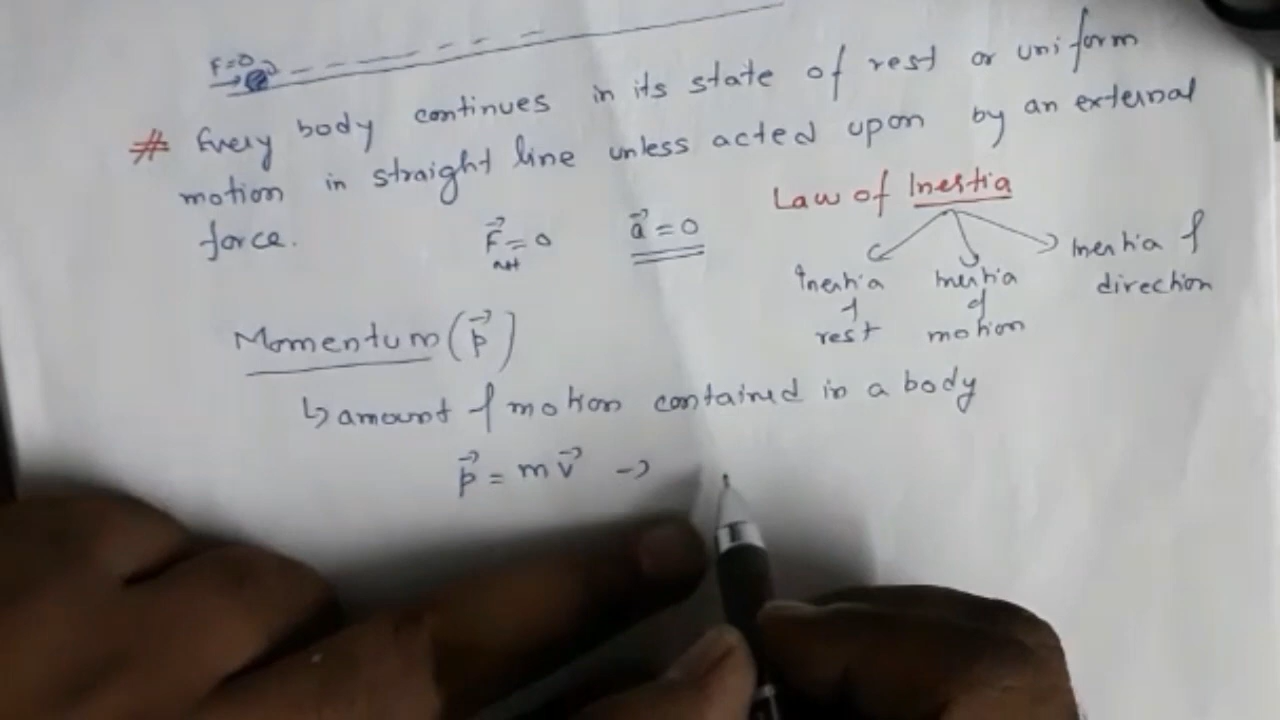 F=0
# Every body continues in its state of rest or uniform
motion in straight line unless acted upon by an external
force.
F⃗net = 0 a⃗ = 0
Law of Inertia
Inertia of rest
Inertia of motion
Inertia of direction
Momentum (p⃗)
↳ amount of motion contained in a body
p⃗ = mv⃗ →